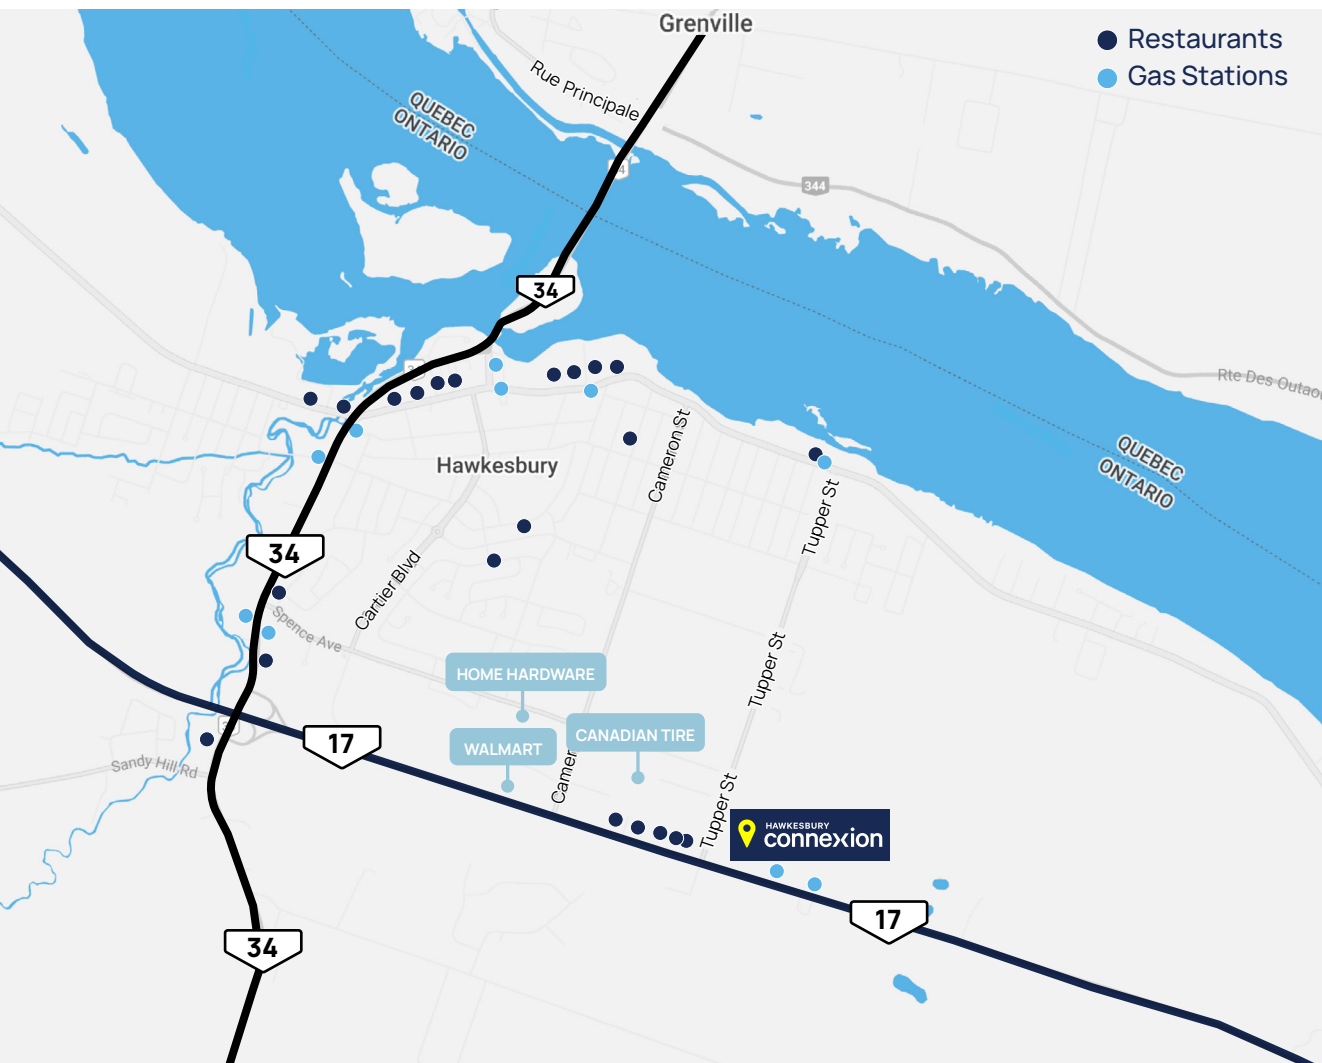 Grenville
Restaurants
Gas Stations
Rue Principale
QUEBEC
ONTARIO
344
34
Rte Des Outaou
Hawkesbury
Cameron St
QUEBEC
ONTARIO
Tupper St
34
Cartier Blvd
Spence Ave
Tupper St
HOME HARDWARE
CANADIAN TIRE
WALMART
17
Sandy Hill Rd
Camer
Tupper St
HAWKESBURY
connexion
17
34